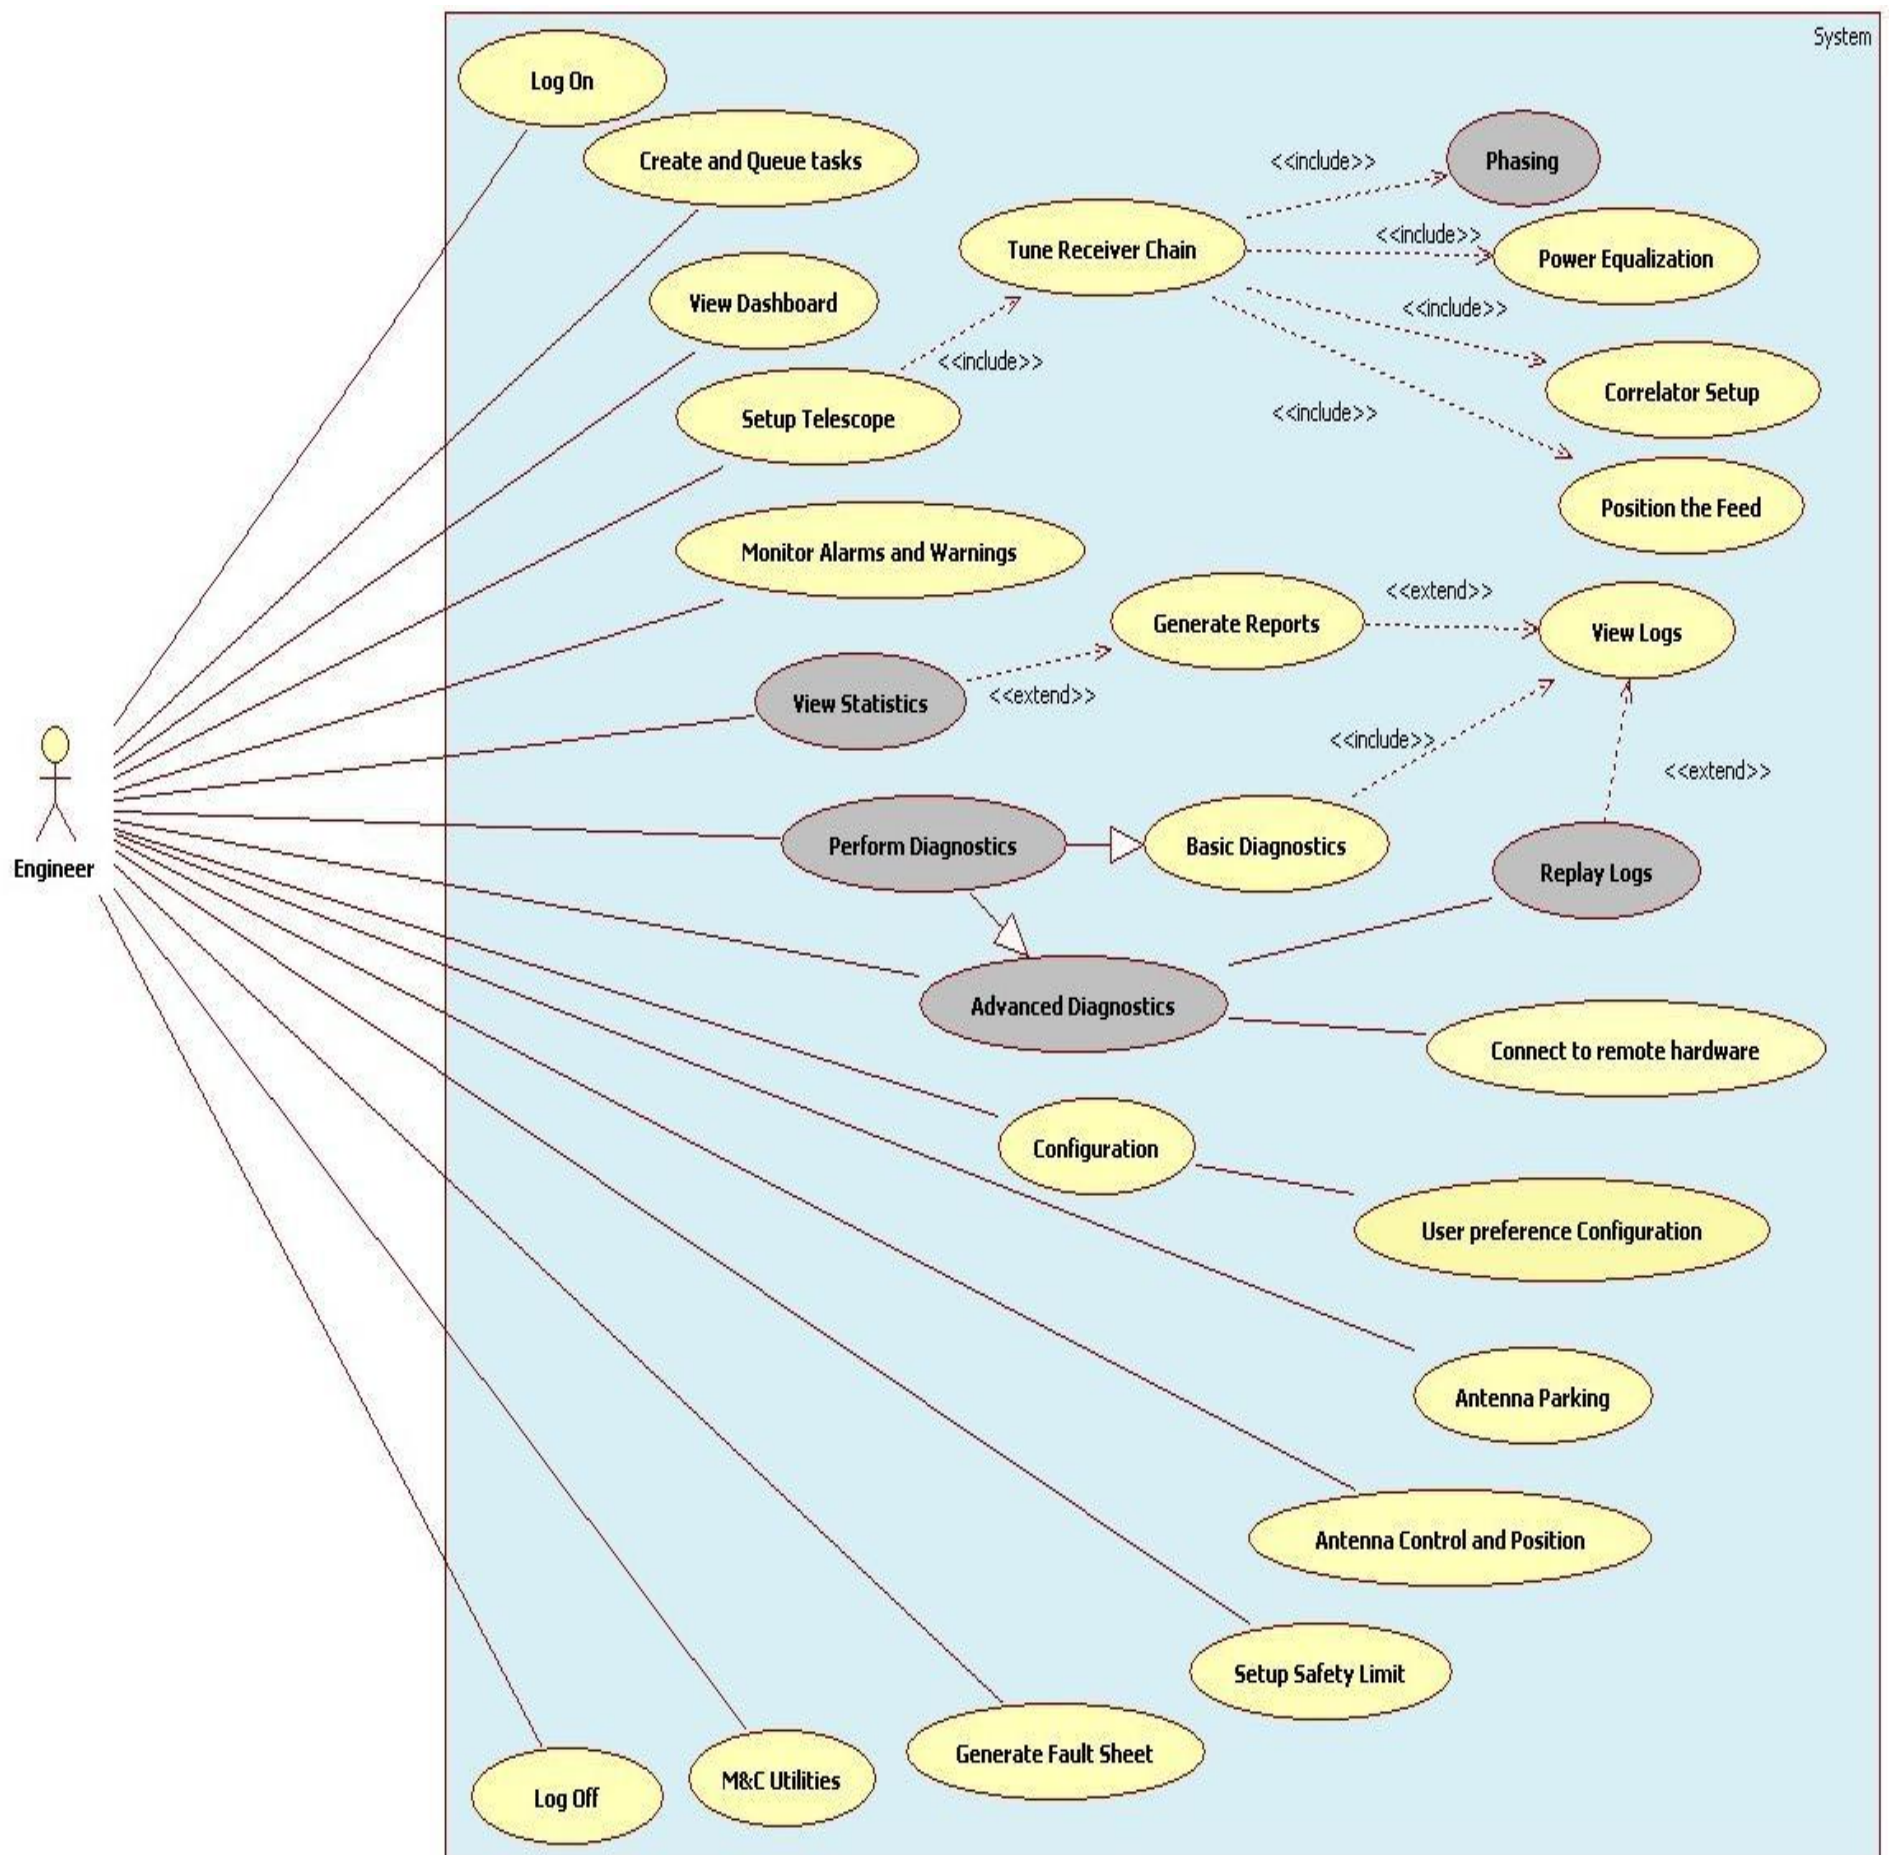 System
Log On
Create and Queue tasks
<<include>>
Phasing
Tune Receiver Chain
<<include>>
Power Equalization
View Dashboard
<<include>>
<<include>>
Setup Telescope
Correlator Setup
<<include>>
Position the Feed
Monitor Alarms and Warnings
<<extend>>
Generate Reports
View Logs
View Statistics
<<extend>>
<<include>>
<<extend>>
Perform Diagnostics
Basic Diagnostics
Replay Logs
Engineer
Advanced Diagnostics
Connect to remote hardware
Configuration
User preference Configuration
Antenna Parking
Antenna Control and Position
Setup Safety Limit
Generate Fault Sheet
M&C Utilities
Log Off